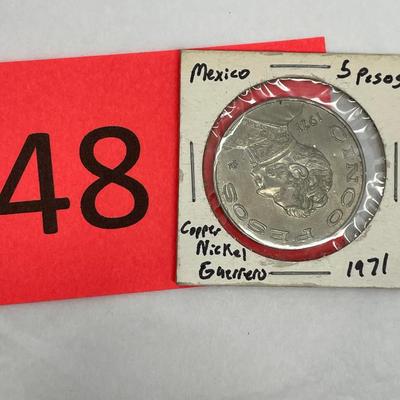 48
Mexico 5 Pesos
1971
CINCO PESOS
Copper
Nickel
Guerrero 1971